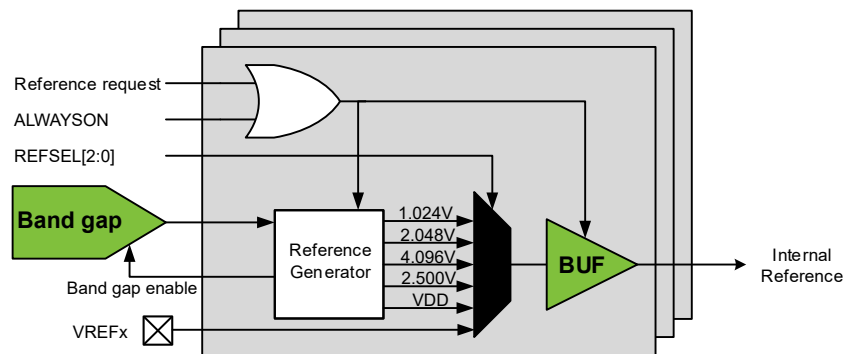 Reference request
ALWAYSON
REFSEL[2:0]
Band gap
1.024V
2.048V
4.096V
2.500V
VDD
Reference
Generator
BUF
Internal
Reference
Band gap enable
VREFx